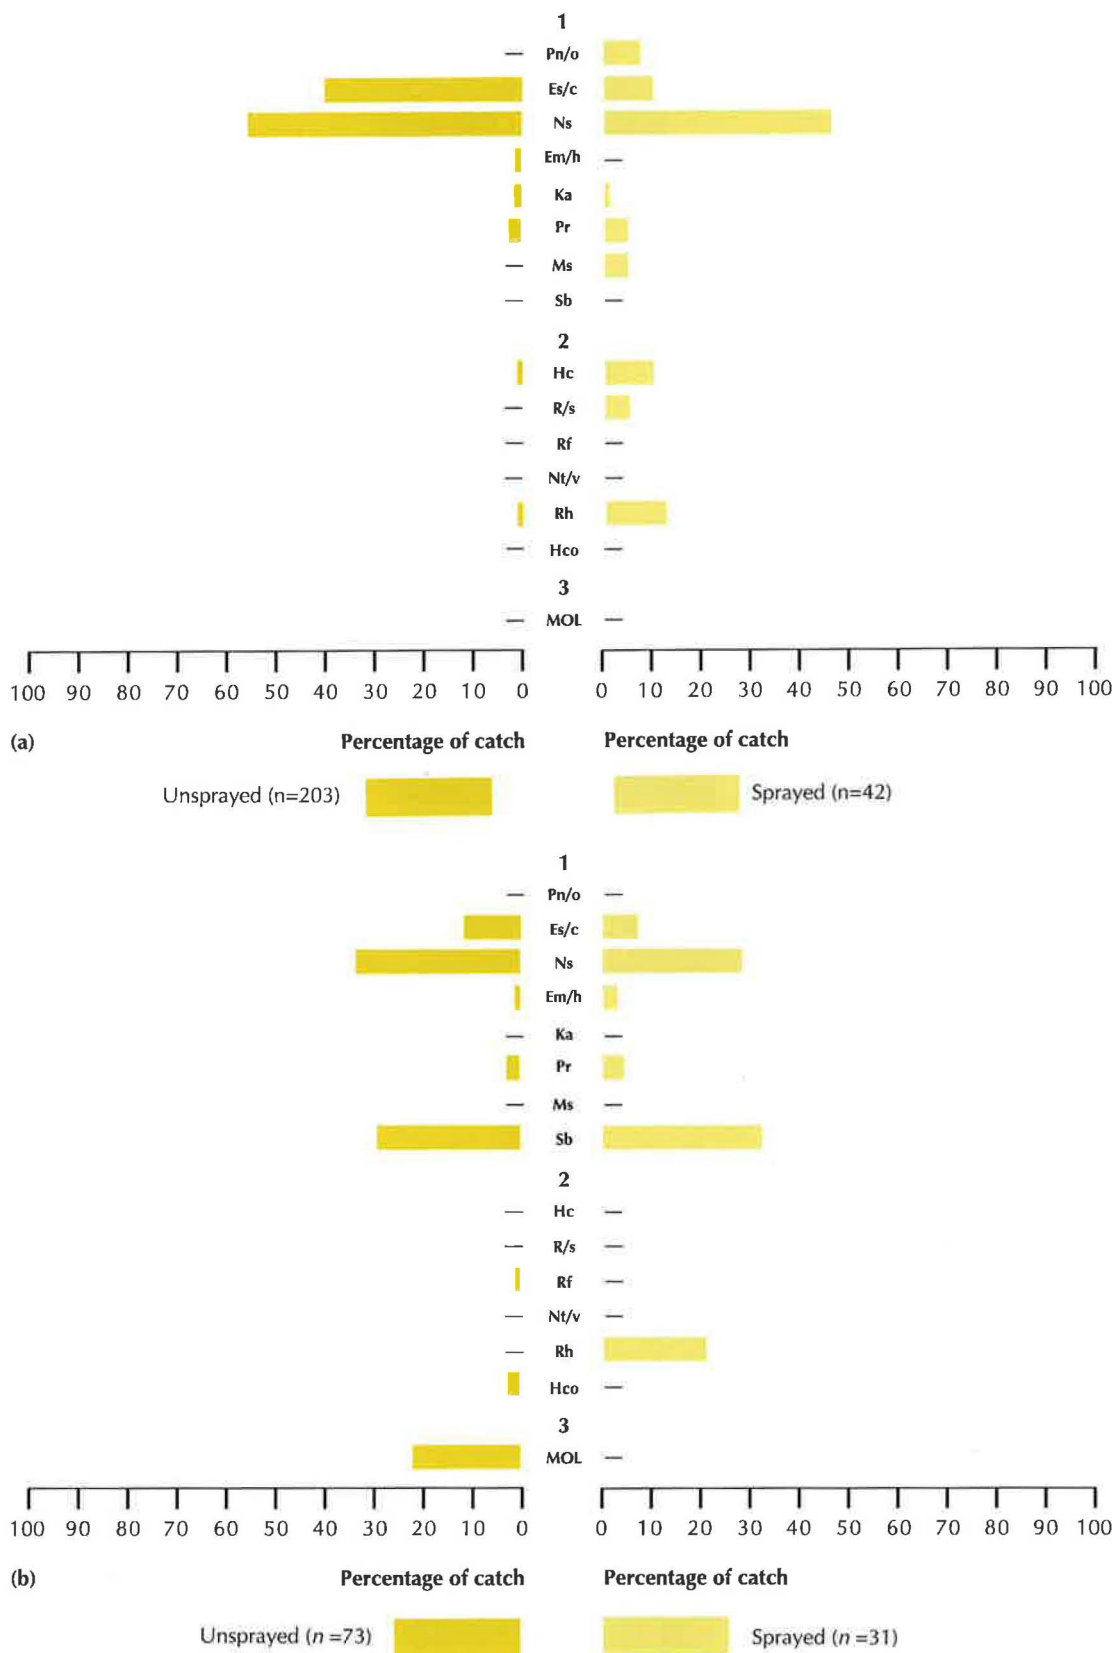 1
— Pn/o
Es/c
Ns
Em/h —
Ka
Pr
— Ms
— Sb —
2
Hc
— R/s
— Rf —
— Nt/v —
Rh
— Hco —
3
— MOL —
100 90 80 70 60 50 40 30 20 10 0 0 10 20 30 40 50 60 70 80 90 100
(a) Percentage of catch Percentage of catch
Unsprayed (n=203) Sprayed (n=42)
1
— Pn/o —
Es/c
Ns
Em/h
— Ka —
Pr
— Ms —
Sb
2
— Hc —
— R/s —
Rf —
— Nt/v —
— Rh
Hco —
3
MOL —
100 90 80 70 60 50 40 30 20 10 0 0 10 20 30 40 50 60 70 80 90 100
(b) Percentage of catch Percentage of catch
Unsprayed (n =73) Sprayed (n =31)